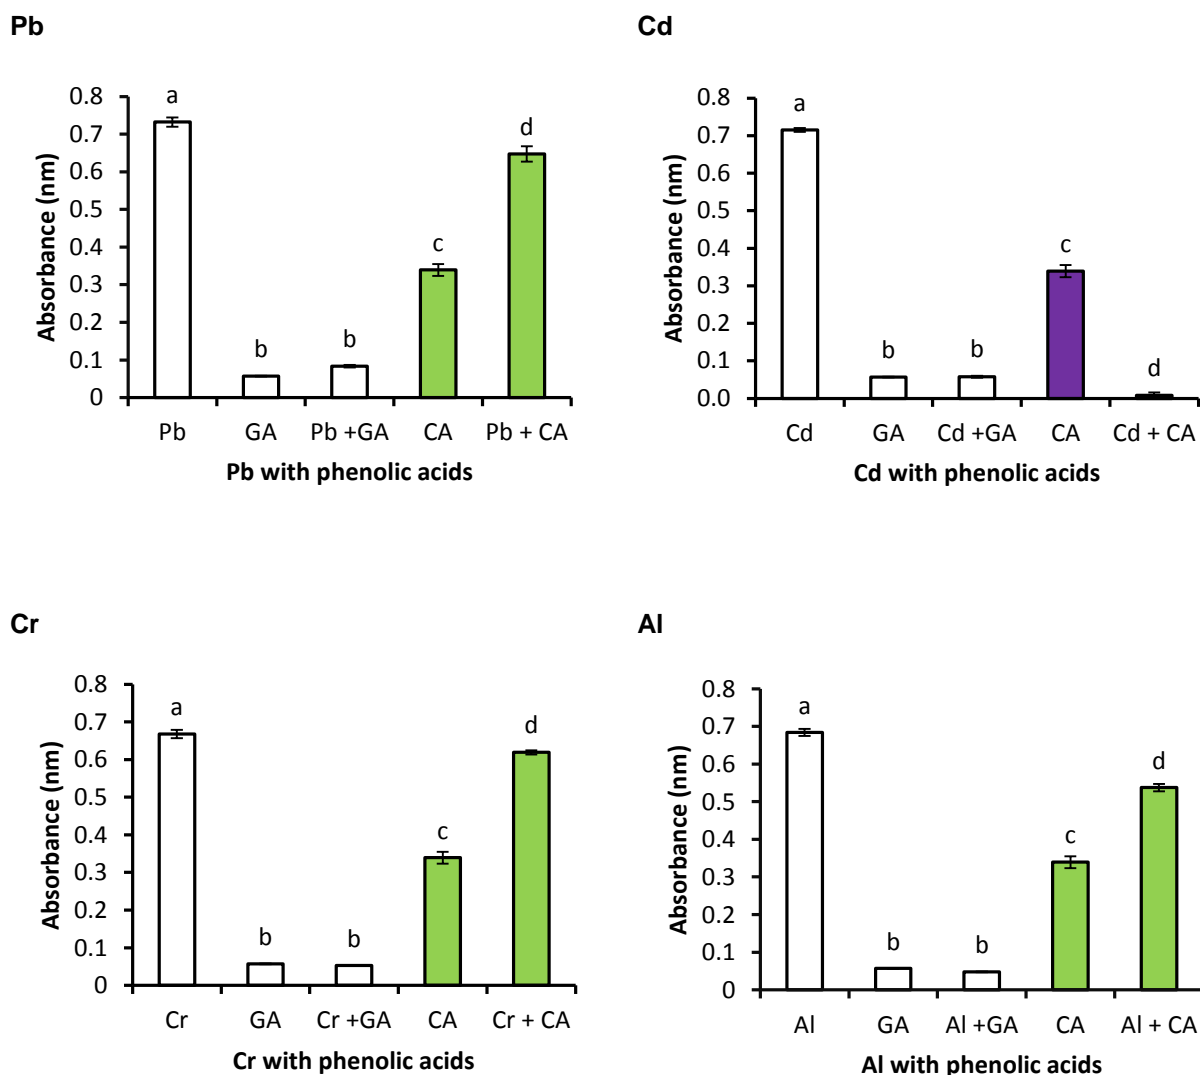 Pb
Absorbance (nm)
0.8
0.7
0.6
0.5
0.4
0.3
0.2
0.1
0
a
b
b
c
d
Pb GA Pb +GA CA Pb + CA
Pb with phenolic acids
Cd
Absorbance (nm)
0.8
0.7
0.6
0.5
0.4
0.3
0.2
0.1
0.0
a
b
b
c
d
Cd GA Cd +GA CA Cd + CA
Cd with phenolic acids
Cr
Absorbance (nm)
0.8
0.7
0.6
0.5
0.4
0.3
0.2
0.1
0
a
b
b
c
d
Cr GA Cr +GA CA Cr + CA
Cr with phenolic acids
Al
Absorbance (nm)
0.8
0.7
0.6
0.5
0.4
0.3
0.2
0.1
0
a
b
b
c
d
Al GA Al +GA CA Al + CA
Al with phenolic acids